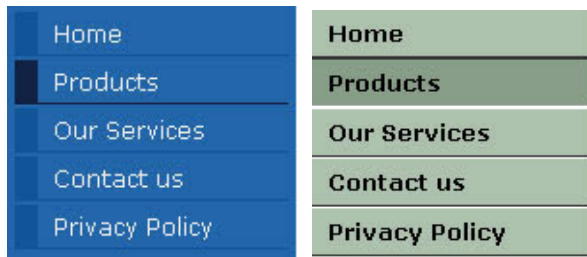 Home
Products
Our Services
Contact us
Privacy Policy
Home
Products
Our Services
Contact us
Privacy Policy